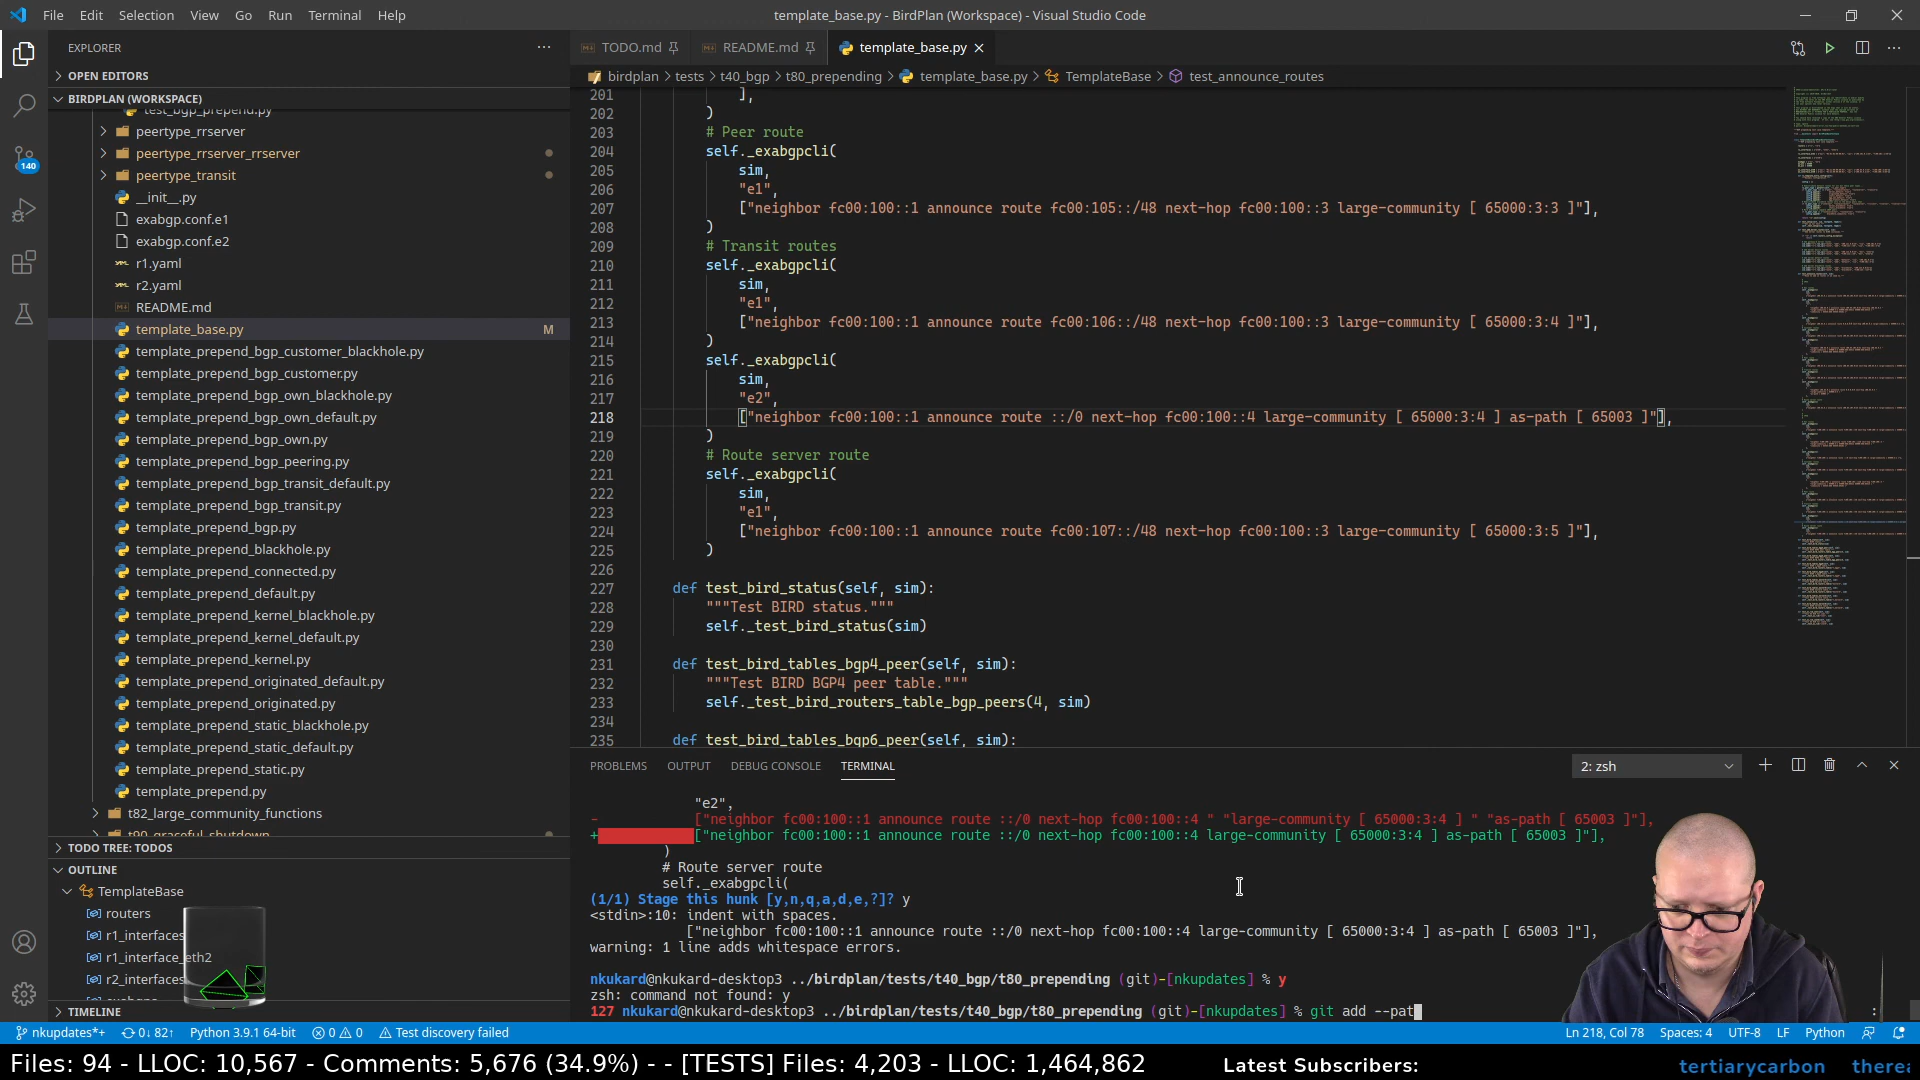 File Edit Selection View Go Run Terminal Help
template_base.py - BirdPlan (Workspace) - Visual Studio Code
EXPLORER
OPEN EDITORS
BIRDPLAN (WORKSPACE)
test_bgp_prepend.py
peertype_rrserver
peertype_rrserver_rrserver
peertype_transit
__init__.py
exabgp.conf.e1
exabgp.conf.e2
r1.yaml
r2.yaml
README.md
template_base.py M
template_prepend_bgp_customer_blackhole.py
template_prepend_bgp_customer.py
template_prepend_bgp_own_blackhole.py
template_prepend_bgp_own_default.py
template_prepend_bgp_own.py
template_prepend_bgp_peering.py
template_prepend_bgp_transit_default.py
template_prepend_bgp_transit.py
template_prepend_bgp.py
template_prepend_blackhole.py
template_prepend_connected.py
template_prepend_default.py
template_prepend_kernel_blackhole.py
template_prepend_kernel_default.py
template_prepend_kernel.py
template_prepend_originated_default.py
template_prepend_originated.py
template_prepend_static_blackhole.py
template_prepend_static_default.py
template_prepend_static.py
template_prepend.py
t82_large_community_functions
t90_graceful_shutdown
TODO TREE: TODOS
OUTLINE
TemplateBase
routers
r1_interfaces
r1_interface_eth2
r2_interfaces
TIMELINE
140
TODO.md README.md template_base.py
birdplan > tests > t40_bgp > t80_prepending > template_base.py > TemplateBase > test_announce_routes
201 ],
202 )
203 # Peer route
204 self._exabgpcli(
205 sim,
206 "e1",
207 ["neighbor fc00:100::1 announce route fc00:105::/48 next-hop fc00:100::3 large-community [ 65000:3:3 ]"],
208 )
209 # Transit routes
210 self._exabgpcli(
211 sim,
212 "e1",
213 ["neighbor fc00:100::1 announce route fc00:106::/48 next-hop fc00:100::3 large-community [ 65000:3:4 ]"],
214 )
215 self._exabgpcli(
216 sim,
217 "e2",
218 ["neighbor fc00:100::1 announce route ::/0 next-hop fc00:100::4 large-community [ 65000:3:4 ] as-path [ 65003 ]"],
219 )
220 # Route server route
221 self._exabgpcli(
222 sim,
223 "e1",
224 ["neighbor fc00:100::1 announce route fc00:107::/48 next-hop fc00:100::3 large-community [ 65000:3:5 ]"],
225 )
226
227 def test_bird_status(self, sim):
228 """Test BIRD status."""
229 self._test_bird_status(sim)
230
231 def test_bird_tables_bgp4_peer(self, sim):
232 """Test BIRD BGP4 peer table."""
233 self._test_bird_routers_table_bgp_peers(4, sim)
234
235 def test_bird_tables_bgp6_peer(self, sim):
PROBLEMS OUTPUT DEBUG CONSOLE TERMINAL
2: zsh
"e2",
- ["neighbor fc00:100::1 announce route ::/0 next-hop fc00:100::4 " "large-community [ 65000:3:4 ] " "as-path [ 65003 ]"],
+ ["neighbor fc00:100::1 announce route ::/0 next-hop fc00:100::4 large-community [ 65000:3:4 ] as-path [ 65003 ]"],
)
# Route server route
self._exabgpcli(
(1/1) Stage this hunk [y,n,q,a,d,e,?]? y
<stdin>:10: indent with spaces.
["neighbor fc00:100::1 announce route ::/0 next-hop fc00:100::4 large-community [ 65000:3:4 ] as-path [ 65003 ]"],
warning: 1 line adds whitespace errors.
nkukard@nkukard-desktop3 ../birdplan/tests/t40_bgp/t80_prepending (git)-[nkupdates] % y
zsh: command not found: y
127 nkukard@nkukard-desktop3 ../birdplan/tests/t40_bgp/t80_prepending (git)-[nkupdates] % git add --pat
nkupdates*+ 0↓ 82↑ Python 3.9.1 64-bit 0 0 Test discovery failed
Ln 218, Col 78 Spaces: 4 UTF-8 LF Python
Files: 94 - LLOC: 10,567 - Comments: 5,676 (34.9%) - - [TESTS] Files: 4,203 - LLOC: 1,464,862
Latest Subscribers:
tertiarycarbon therea